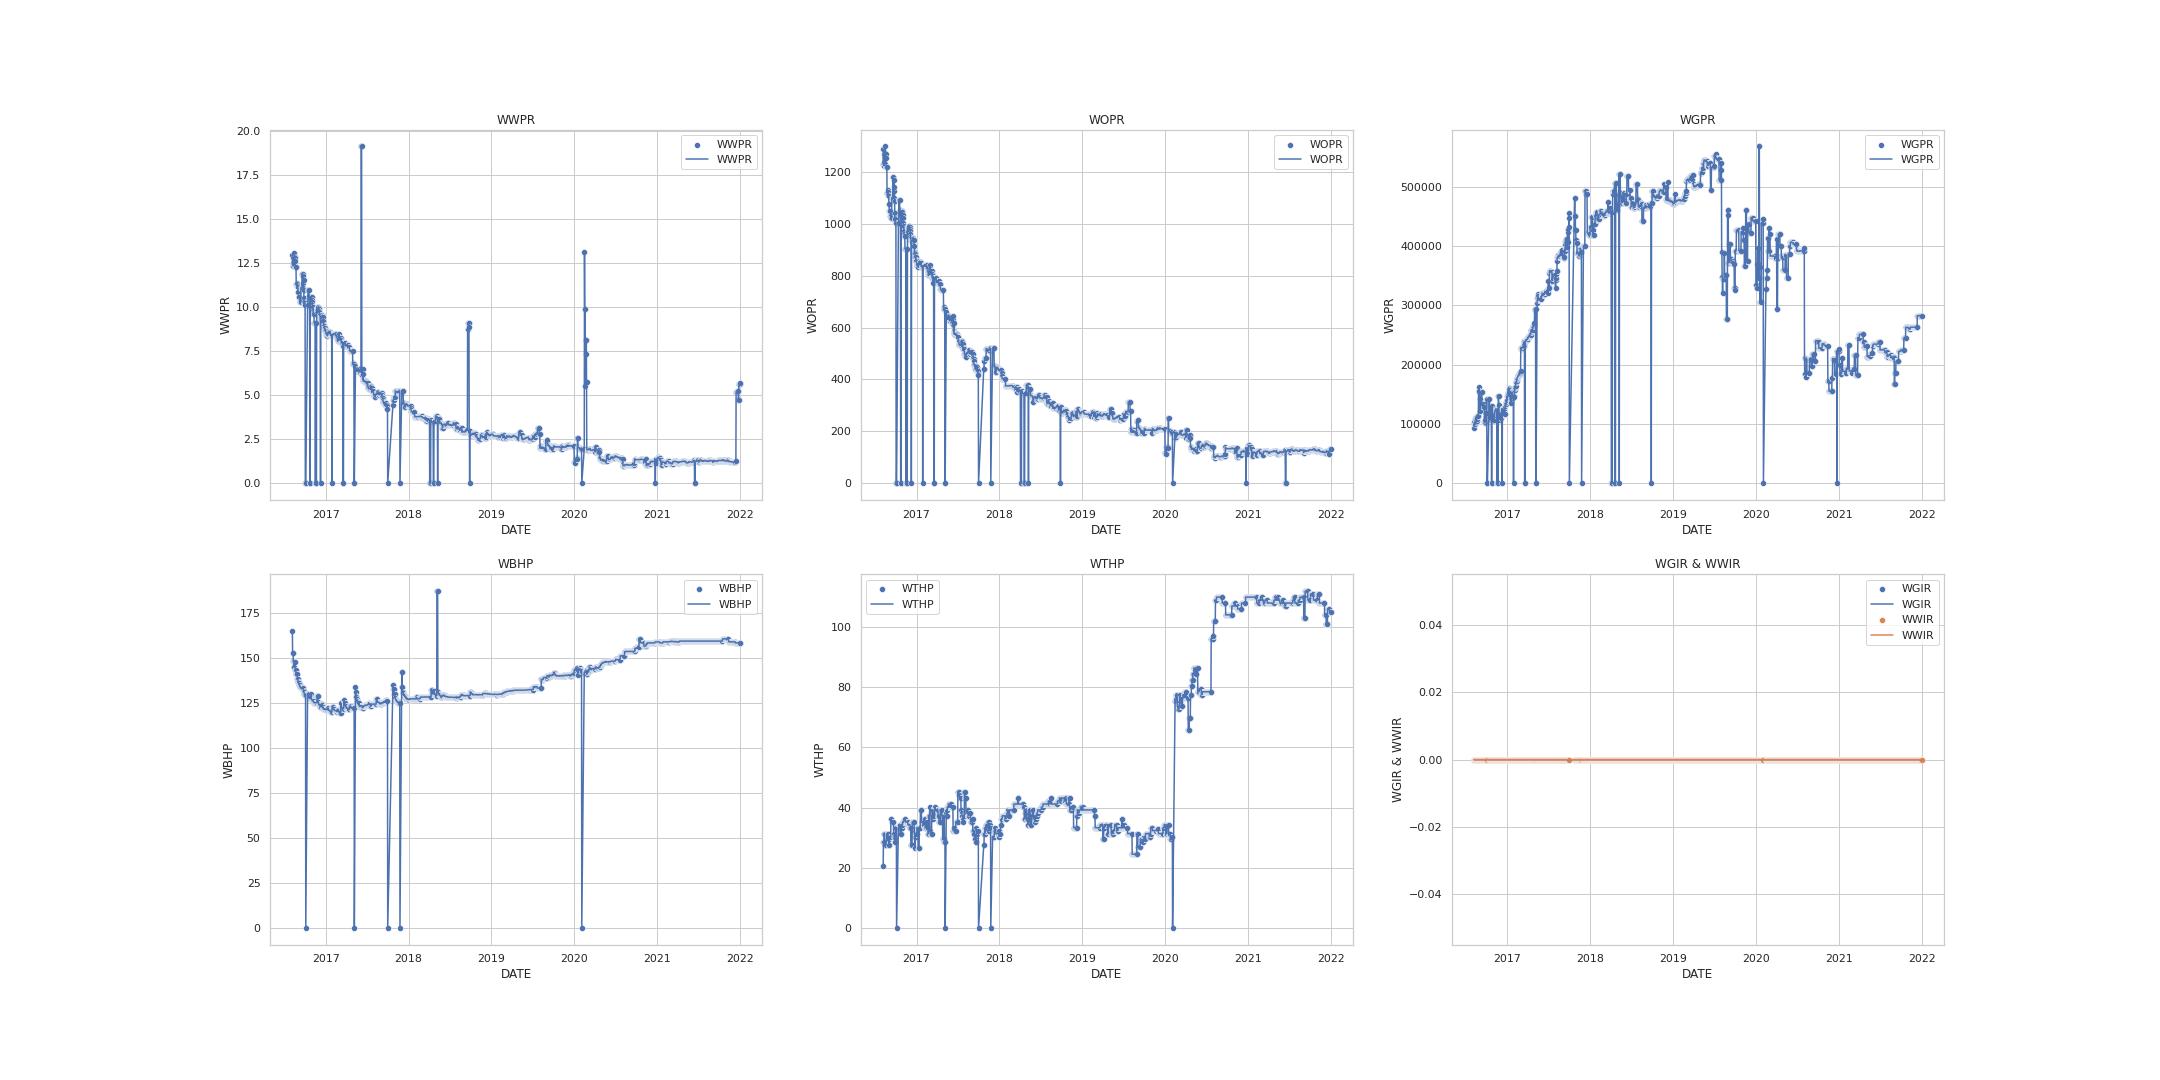 WWPR
WWPR
WWPR
WWPR
20.0
17.5
15.0
12.5
10.0
7.5
5.0
2.5
0.0
2017 2018 2019 2020 2021 2022
DATE
WOPR
WOPR
WOPR
WOPR
1200
1000
800
600
400
200
0
2017 2018 2019 2020 2021 2022
DATE
WGPR
WGPR
WGPR
WGPR
500000
400000
300000
200000
100000
0
2017 2018 2019 2020 2021 2022
DATE
WBHP
WBHP
WBHP
WBHP
175
150
125
100
75
50
25
0
2017 2018 2019 2020 2021 2022
DATE
WTHP
WTHP
WTHP
WTHP
100
80
60
40
20
0
2017 2018 2019 2020 2021 2022
DATE
WGIR & WWIR
WGIR
WGIR
WWIR
WWIR
WGIR & WWIR
0.04
0.02
0.00
−0.02
−0.04
2017 2018 2019 2020 2021 2022
DATE